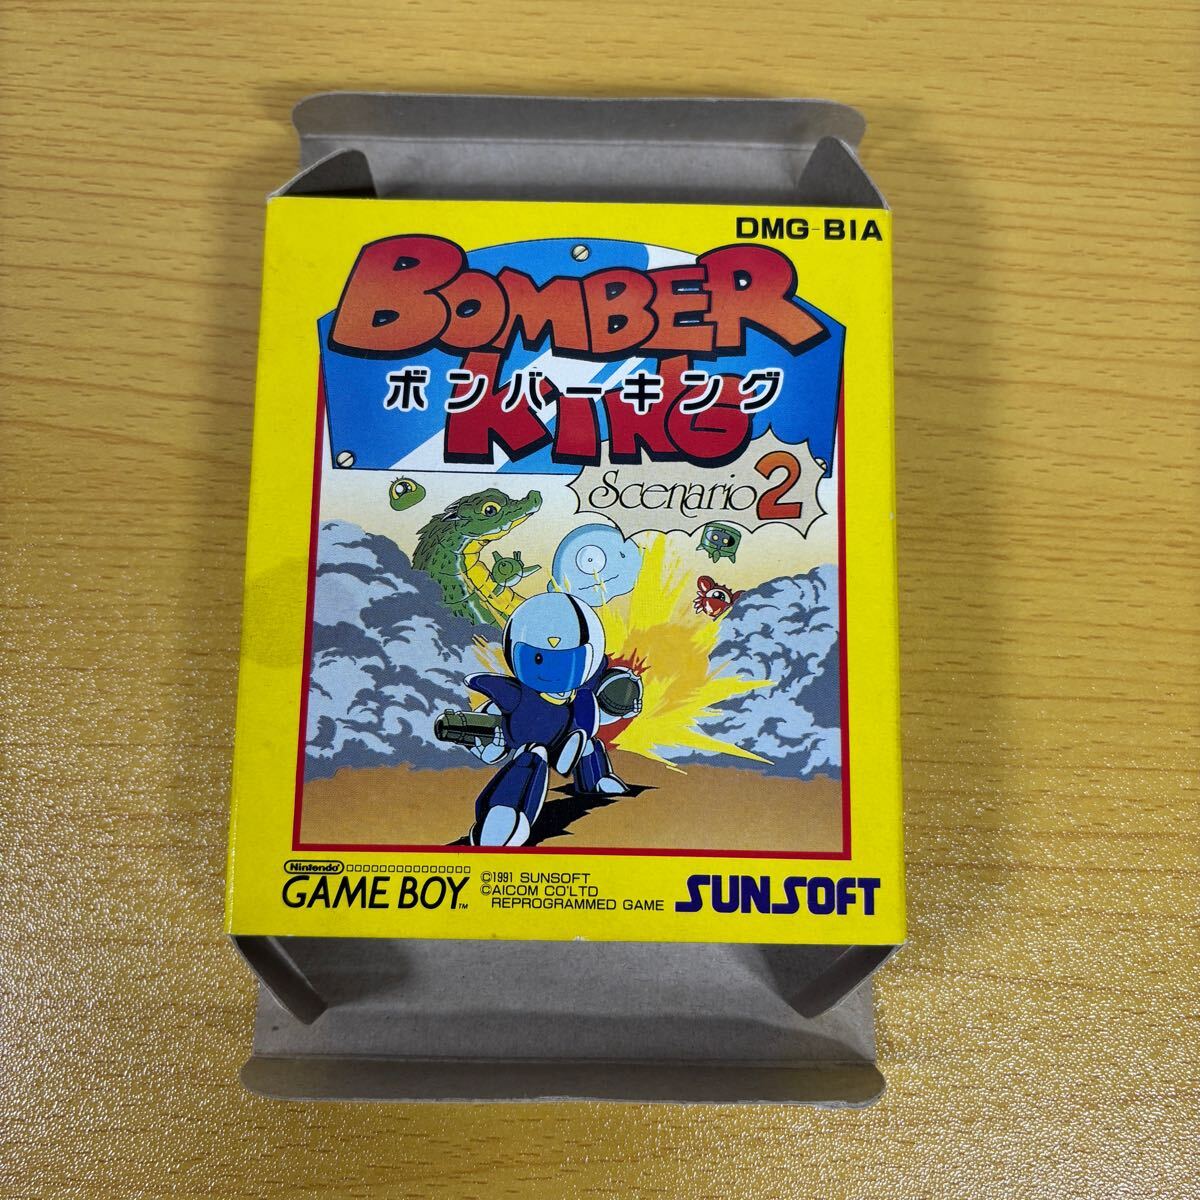 DMG-BIA
BOMBER
ボンバーキング
KING
Scenario 2
Nintendo
GAME BOY™
©1991 SUNSOFT
©AICOM CO'LTD
REPROGRAMMED GAME
SUNSOFT